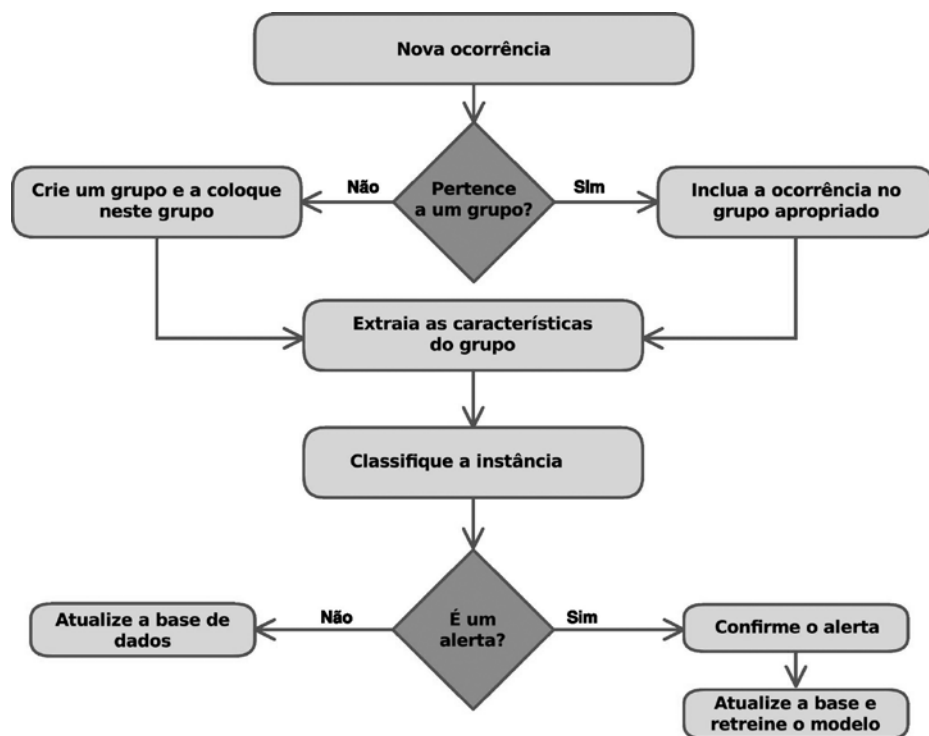 Nova ocorrência
Não
Sim
Crie um grupo e a coloque
neste grupo
Pertence
a um grupo?
Inclua a ocorrência no
grupo apropriado
Extraia as características
do grupo
Classifique a instância
Não
Sim
Atualize a base de
dados
É um
alerta?
Confirme o alerta
Atualize a base e
retreine o modelo